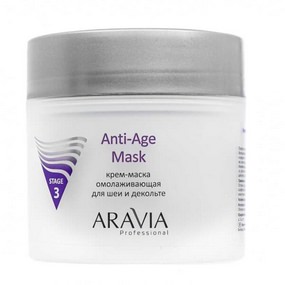 Anti-Age
Mask
крем-маска
омолаживающая
для шеи и декольте
STAGE
3
ARAVIA
Professional